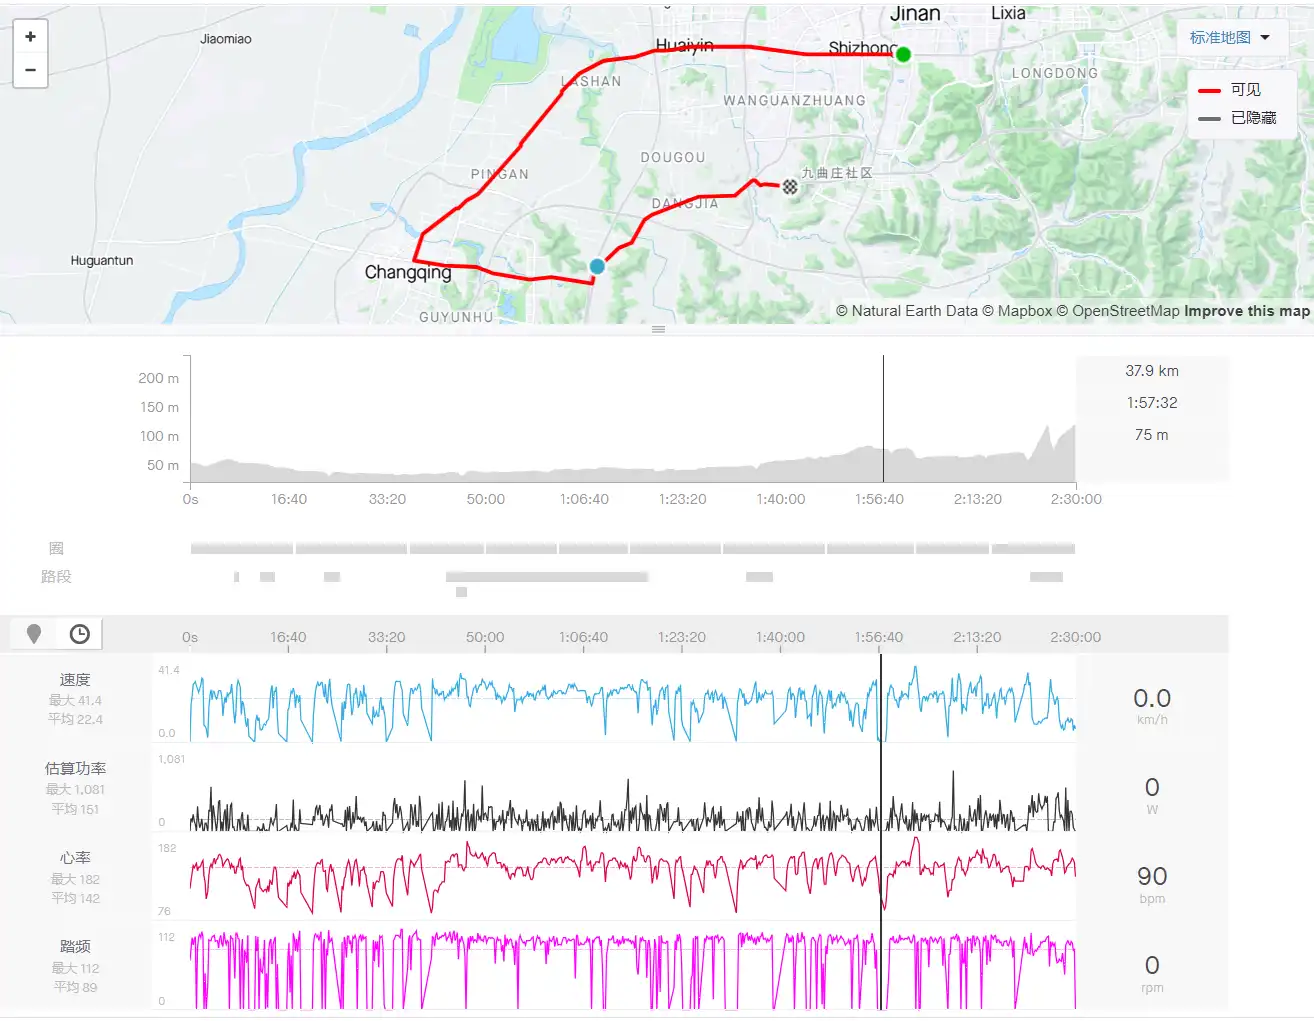 Jinan
Lixia
Jiaomiao
Huaiyin
Shizhong
标准地图
LASHAN
LONGDONG
可见
WANGUANZHUANG
已隐藏
DOUGOU
PINGAN
九曲庄社区
DANGJIA
Huguantun
Changqing
GUYUNHU
© Natural Earth Data © Mapbox © OpenStreetMap Improve this map
200 m
150 m
100 m
50 m
37.9 km
1:57:32
75 m
0s 16:40 33:20 50:00 1:06:40 1:23:20 1:40:00 1:56:40 2:13:20 2:30:00
圈
路段
0s 16:40 33:20 50:00 1:06:40 1:23:20 1:40:00 1:56:40 2:13:20 2:30:00
速度
最大 41.4
平均 22.4
41.4
0.0
0.0
km/h
估算功率
最大 1,081
平均 151
1,081
0
0
W
心率
最大 182
平均 142
182
76
90
bpm
踏频
最大 112
平均 89
112
0
0
rpm